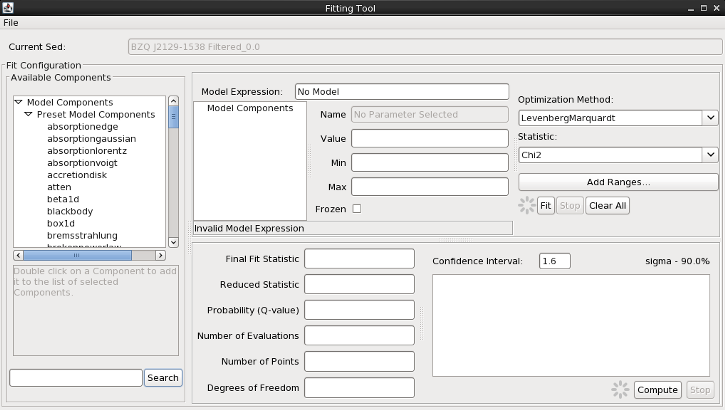 Fitting Tool
File
Current Sed:
BZQ J2129-1538 Filtered_0.0
Fit Configuration
Available Components
Model Components
Preset Model Components
absorptionedge
absorptiongaussian
absorptionlorentz
absorptionvoigt
accretiondisk
atten
beta1d
blackbody
box1d
bremsstrahlung
brokenpowerlaw
Double click on a Component to add
it to the list of selected
Components.
Search
Model Expression:
No Model
Model Components
Name
No Parameter Selected
Value
Min
Max
Frozen
Invalid Model Expression
Optimization Method:
LevenbergMarquardt
Statistic:
Chi2
Add Ranges...
Fit
Stop
Clear All
Final Fit Statistic
Reduced Statistic
Probability (Q-value)
Number of Evaluations
Number of Points
Degrees of Freedom
Confidence Interval:
1.6
sigma - 90.0%
Compute
Stop